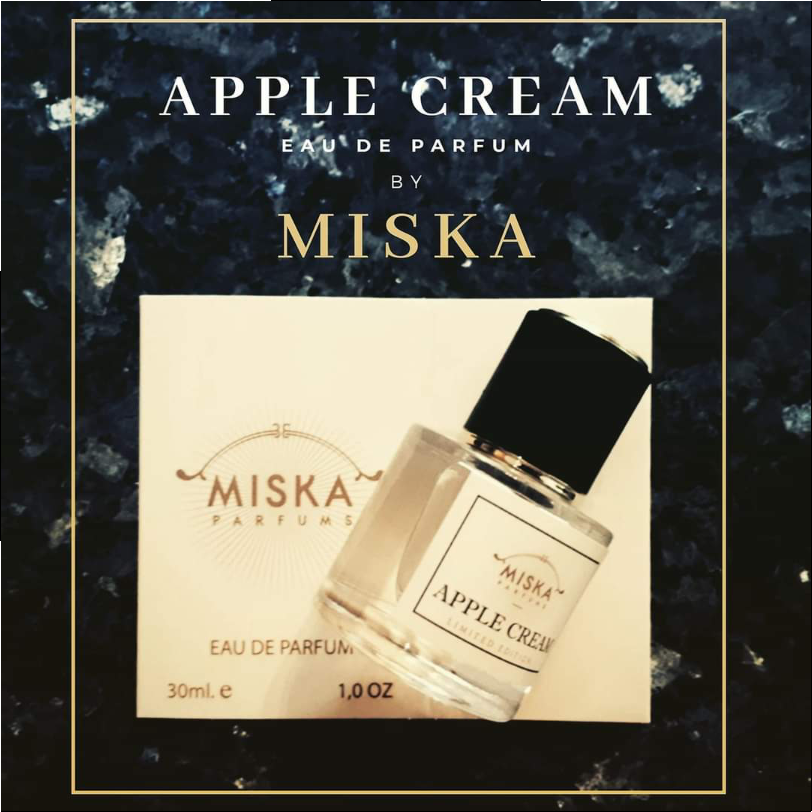 APPLE CREAM
EAU DE PARFUM
BY
MISKA
MISKA
PARFUMS
EAU DE PARFUM
30ml. e
1,0 OZ
MISKA
PARFUMS
APPLE CREAM
LIMITED EDITION